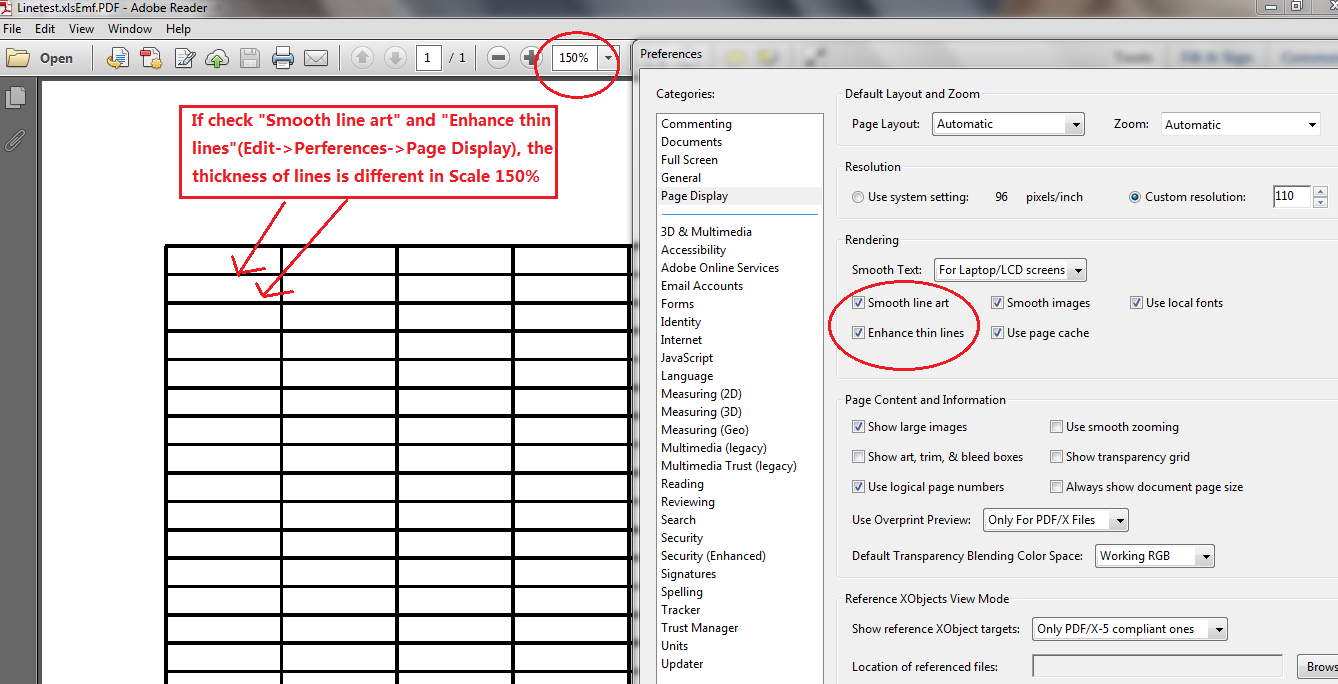 Linetest.xlsEmf.PDF - Adobe Reader
File Edit View Window Help
Open 1 / 1 150%
If check "Smooth line art" and "Enhance thin
lines"(Edit->Perferences->Page Display), the
thickness of lines is different in Scale 150%
Preferences
Categories:
Commenting
Documents
Full Screen
General
Page Display
3D & Multimedia
Accessibility
Adobe Online Services
Email Accounts
Forms
Identity
Internet
JavaScript
Language
Measuring (2D)
Measuring (3D)
Measuring (Geo)
Multimedia (legacy)
Multimedia Trust (legacy)
Reading
Reviewing
Search
Security
Security (Enhanced)
Signatures
Spelling
Tracker
Trust Manager
Units
Updater
Default Layout and Zoom
Page Layout: Automatic Zoom: Automatic
Resolution
Use system setting: 96 pixels/inch Custom resolution: 110
Rendering
Smooth Text: For Laptop/LCD screens
Smooth line art Smooth images Use local fonts
Enhance thin lines Use page cache
Page Content and Information
Show large images Use smooth zooming
Show art, trim, & bleed boxes Show transparency grid
Use logical page numbers Always show document page size
Use Overprint Preview: Only For PDF/X Files
Default Transparency Blending Color Space: Working RGB
Reference XObjects View Mode
Show reference XObject targets: Only PDF/X-5 compliant ones
Location of referenced files: Brows